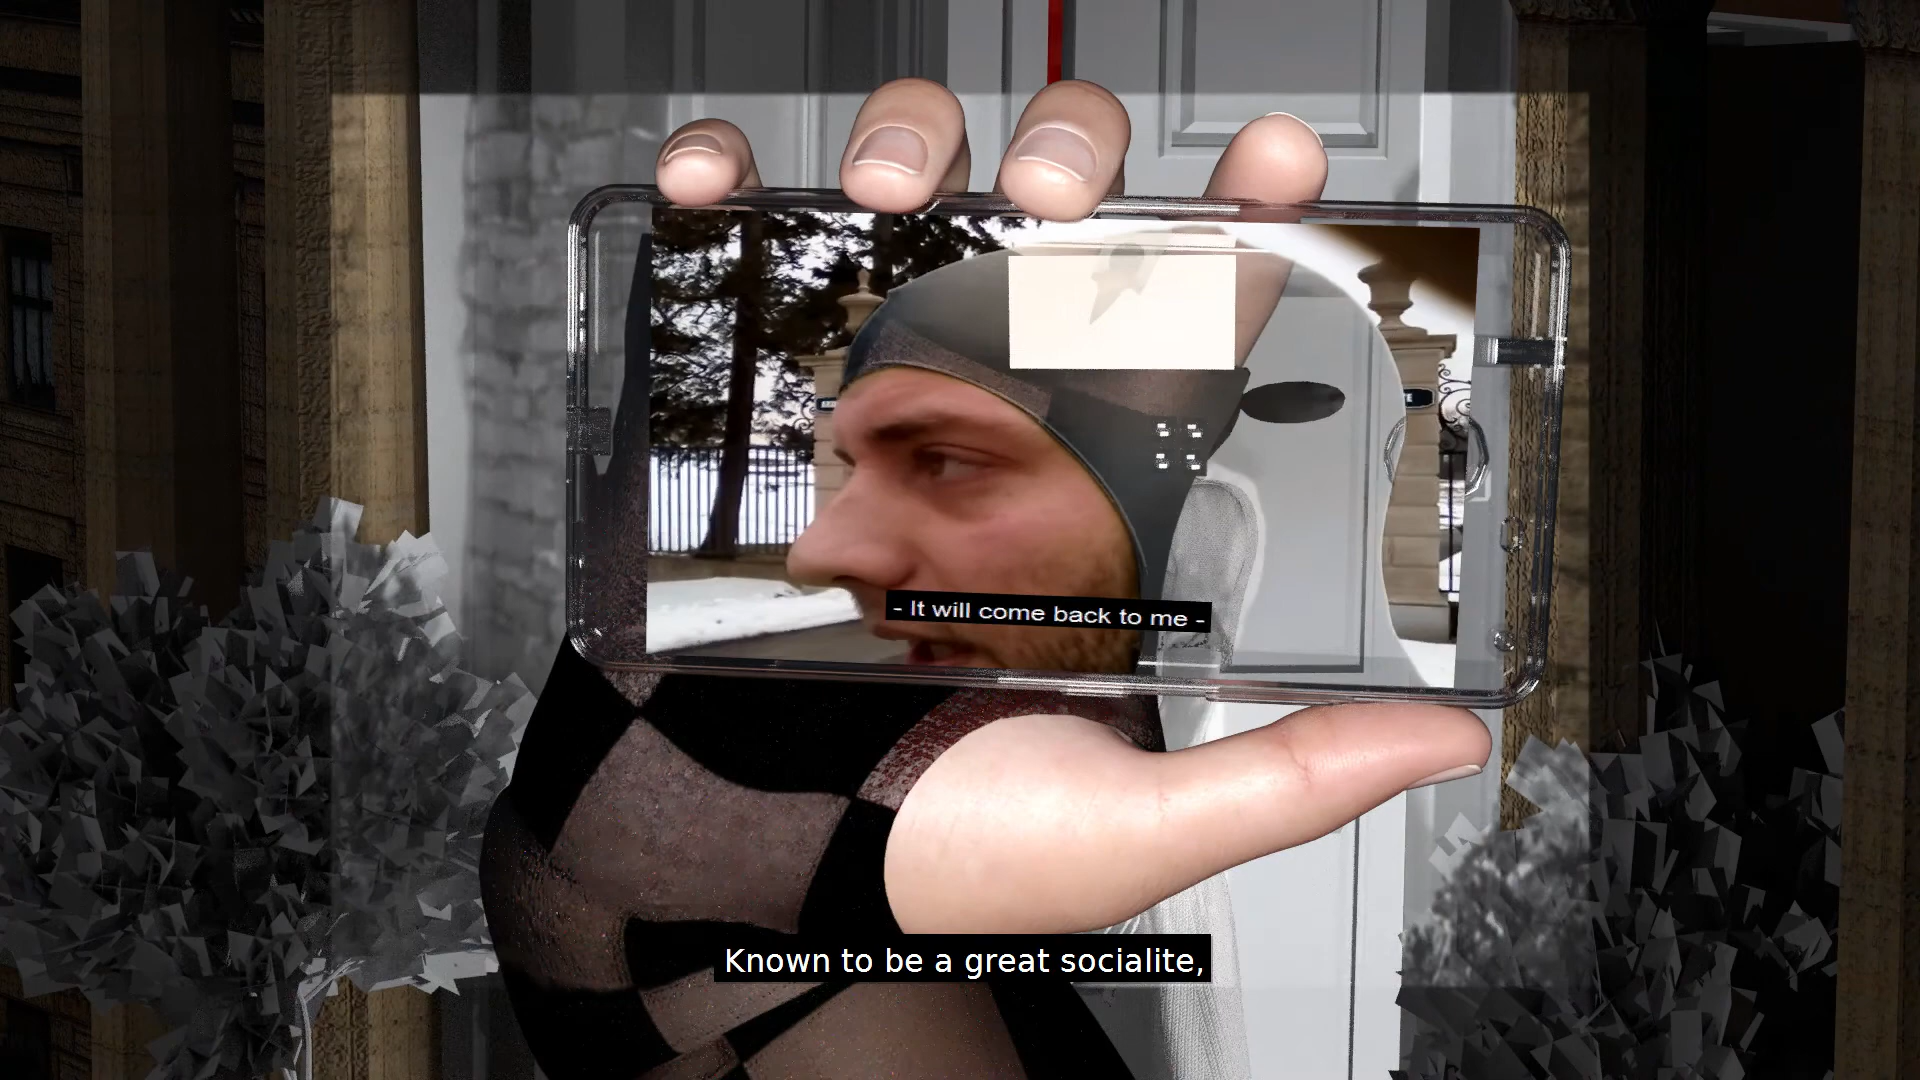 - It will come back to me -
Known to be a great socialite,